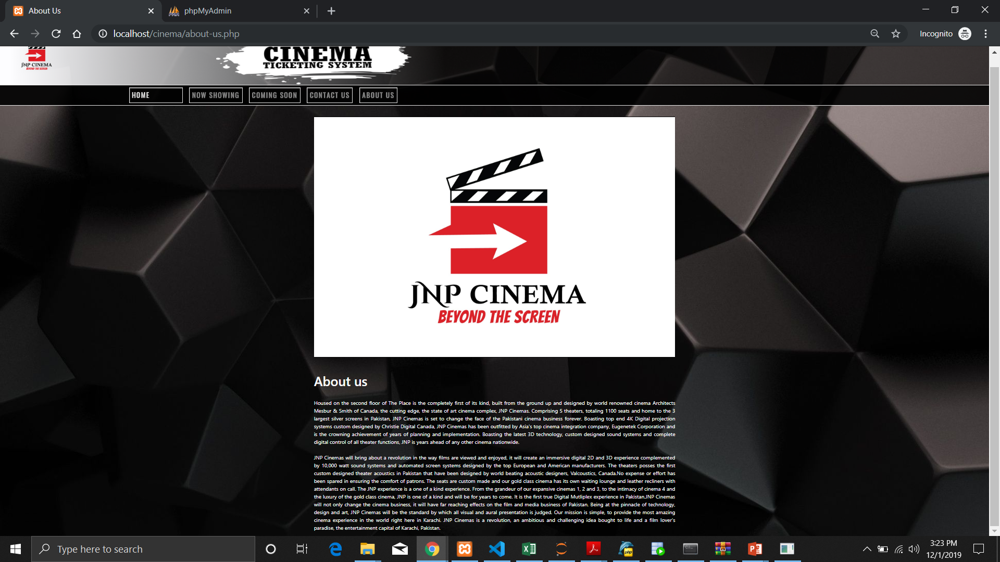 About Us
phpMyAdmin
localhost/cinema/about-us.php
Incognito
JNP CINEMA
BEYOND THE SCREEN
CINEMA
TICKETING SYSTEM
HOME
NOW SHOWING
COMING SOON
CONTACT US
ABOUT US
JNP CINEMA
BEYOND THE SCREEN
About us
Housed on the second floor of The Place is the completely first of its kind, built from the ground up and designed by world renowned cinema Architects
Mesbur & Smith of Canada, the cutting edge, the state of art cinema complex, JNP Cinemas. Comprising 5 theaters, totaling 1100 seats and home to the 3
largest silver screens in Pakistan, JNP Cinemas is set to change the face of the Pakistani cinema business forever. Boasting top end 4K Digital projection
systems custom designed by Christie Digital Canada, JNP Cinemas has been outfitted by Asia's top cinema integration company, Eugenetek Corporation and
is the crowning achievement of years of planning and implementation. Boasting the latest 3D technology, custom designed sound systems and complete
digital control of all theater functions, JNP is years ahead of any other cinema nationwide.
JNP Cinemas will bring about a revolution in the way films are viewed and enjoyed, it will create an immersive digital 2D and 3D experience complemented
by 10,000 watt sound systems and automated screen systems designed by the top European and American manufacturers. The theaters posses the first
custom designed theater acoustics in Pakistan that have been designed by world beating acoustic designers, Valcoustics, Canada.No expense or effort has
been spared in ensuring the comfort of patrons. The seats are custom made and our gold class cinema has its own waiting lounge and leather recliners with
attendants on call. The JNP experience is a one of a kind experience. From the grandeur of our expansive cinemas 1, 2 and 3, to the intimacy of cinema 4 and
the luxury of the gold class cinema, JNP is one of a kind and will be for years to come. It is the first true Digital Mutliplex experience in Pakistan.JNP Cinemas
will not only change the cinema business, it will have far reaching effects on the film and media business of Pakistan. Being at the pinnacle of technology,
design and art, JNP Cinemas will be the standard by which all visual and aural presentation is judged. Our mission is simple, to provide the most amazing
cinema experience in the world right here in Karachi. JNP Cinemas is a revolution, an ambitious and challenging idea bought to life and a film lover's
paradise, the entertainment capital of Karachi, Pakistan.
Type here to search
3:23 PM
12/1/2019